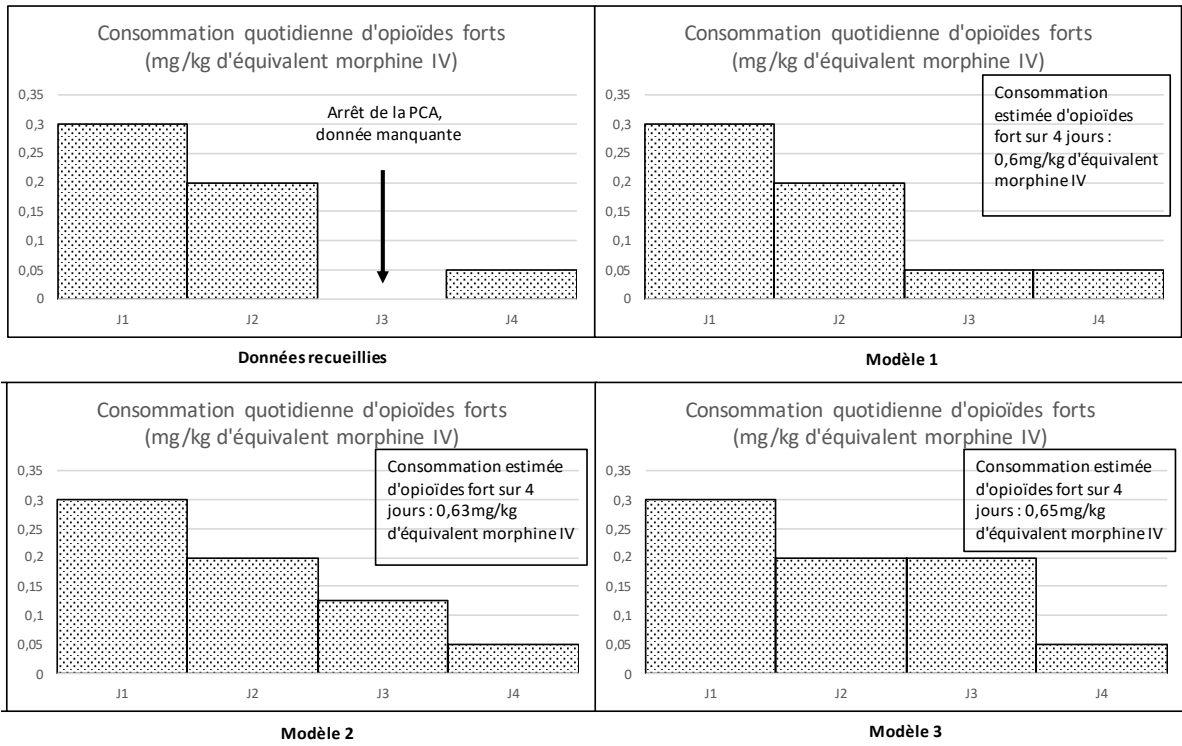 Consommation quotidienne d'opioïdes forts
(mg/kg d'équivalent morphine IV)
0,35
0,3
0,25
0,2
0,15
0,1
0,05
0
Arrêt de la PCA,
donnée manquante
J1 J2 J3 J4
Données recueillies
Consommation quotidienne d'opioïdes forts
(mg/kg d'équivalent morphine IV)
Consommation
estimée d'opioïdes
fort sur 4 jours :
0,6mg/kg d'équivalent
morphine IV
0,35
0,3
0,25
0,2
0,15
0,1
0,05
0
J1 J2 J3 J4
Modèle 1
Consommation quotidienne d'opioïdes forts
(mg/kg d'équivalent morphine IV)
Consommation estimée
d'opioïdes fort sur 4
jours : 0,63mg/kg
d'équivalent morphine IV
0,35
0,3
0,25
0,2
0,15
0,1
0,05
0
J1 J2 J3 J4
Modèle 2
Consommation quotidienne d'opioïdes forts
(mg/kg d'équivalent morphine IV)
Consommation estimée
d'opioïdes fort sur 4
jours : 0,65mg/kg
d'équivalent morphine IV
0,35
0,3
0,25
0,2
0,15
0,1
0,05
0
J1 J2 J3 J4
Modèle 3